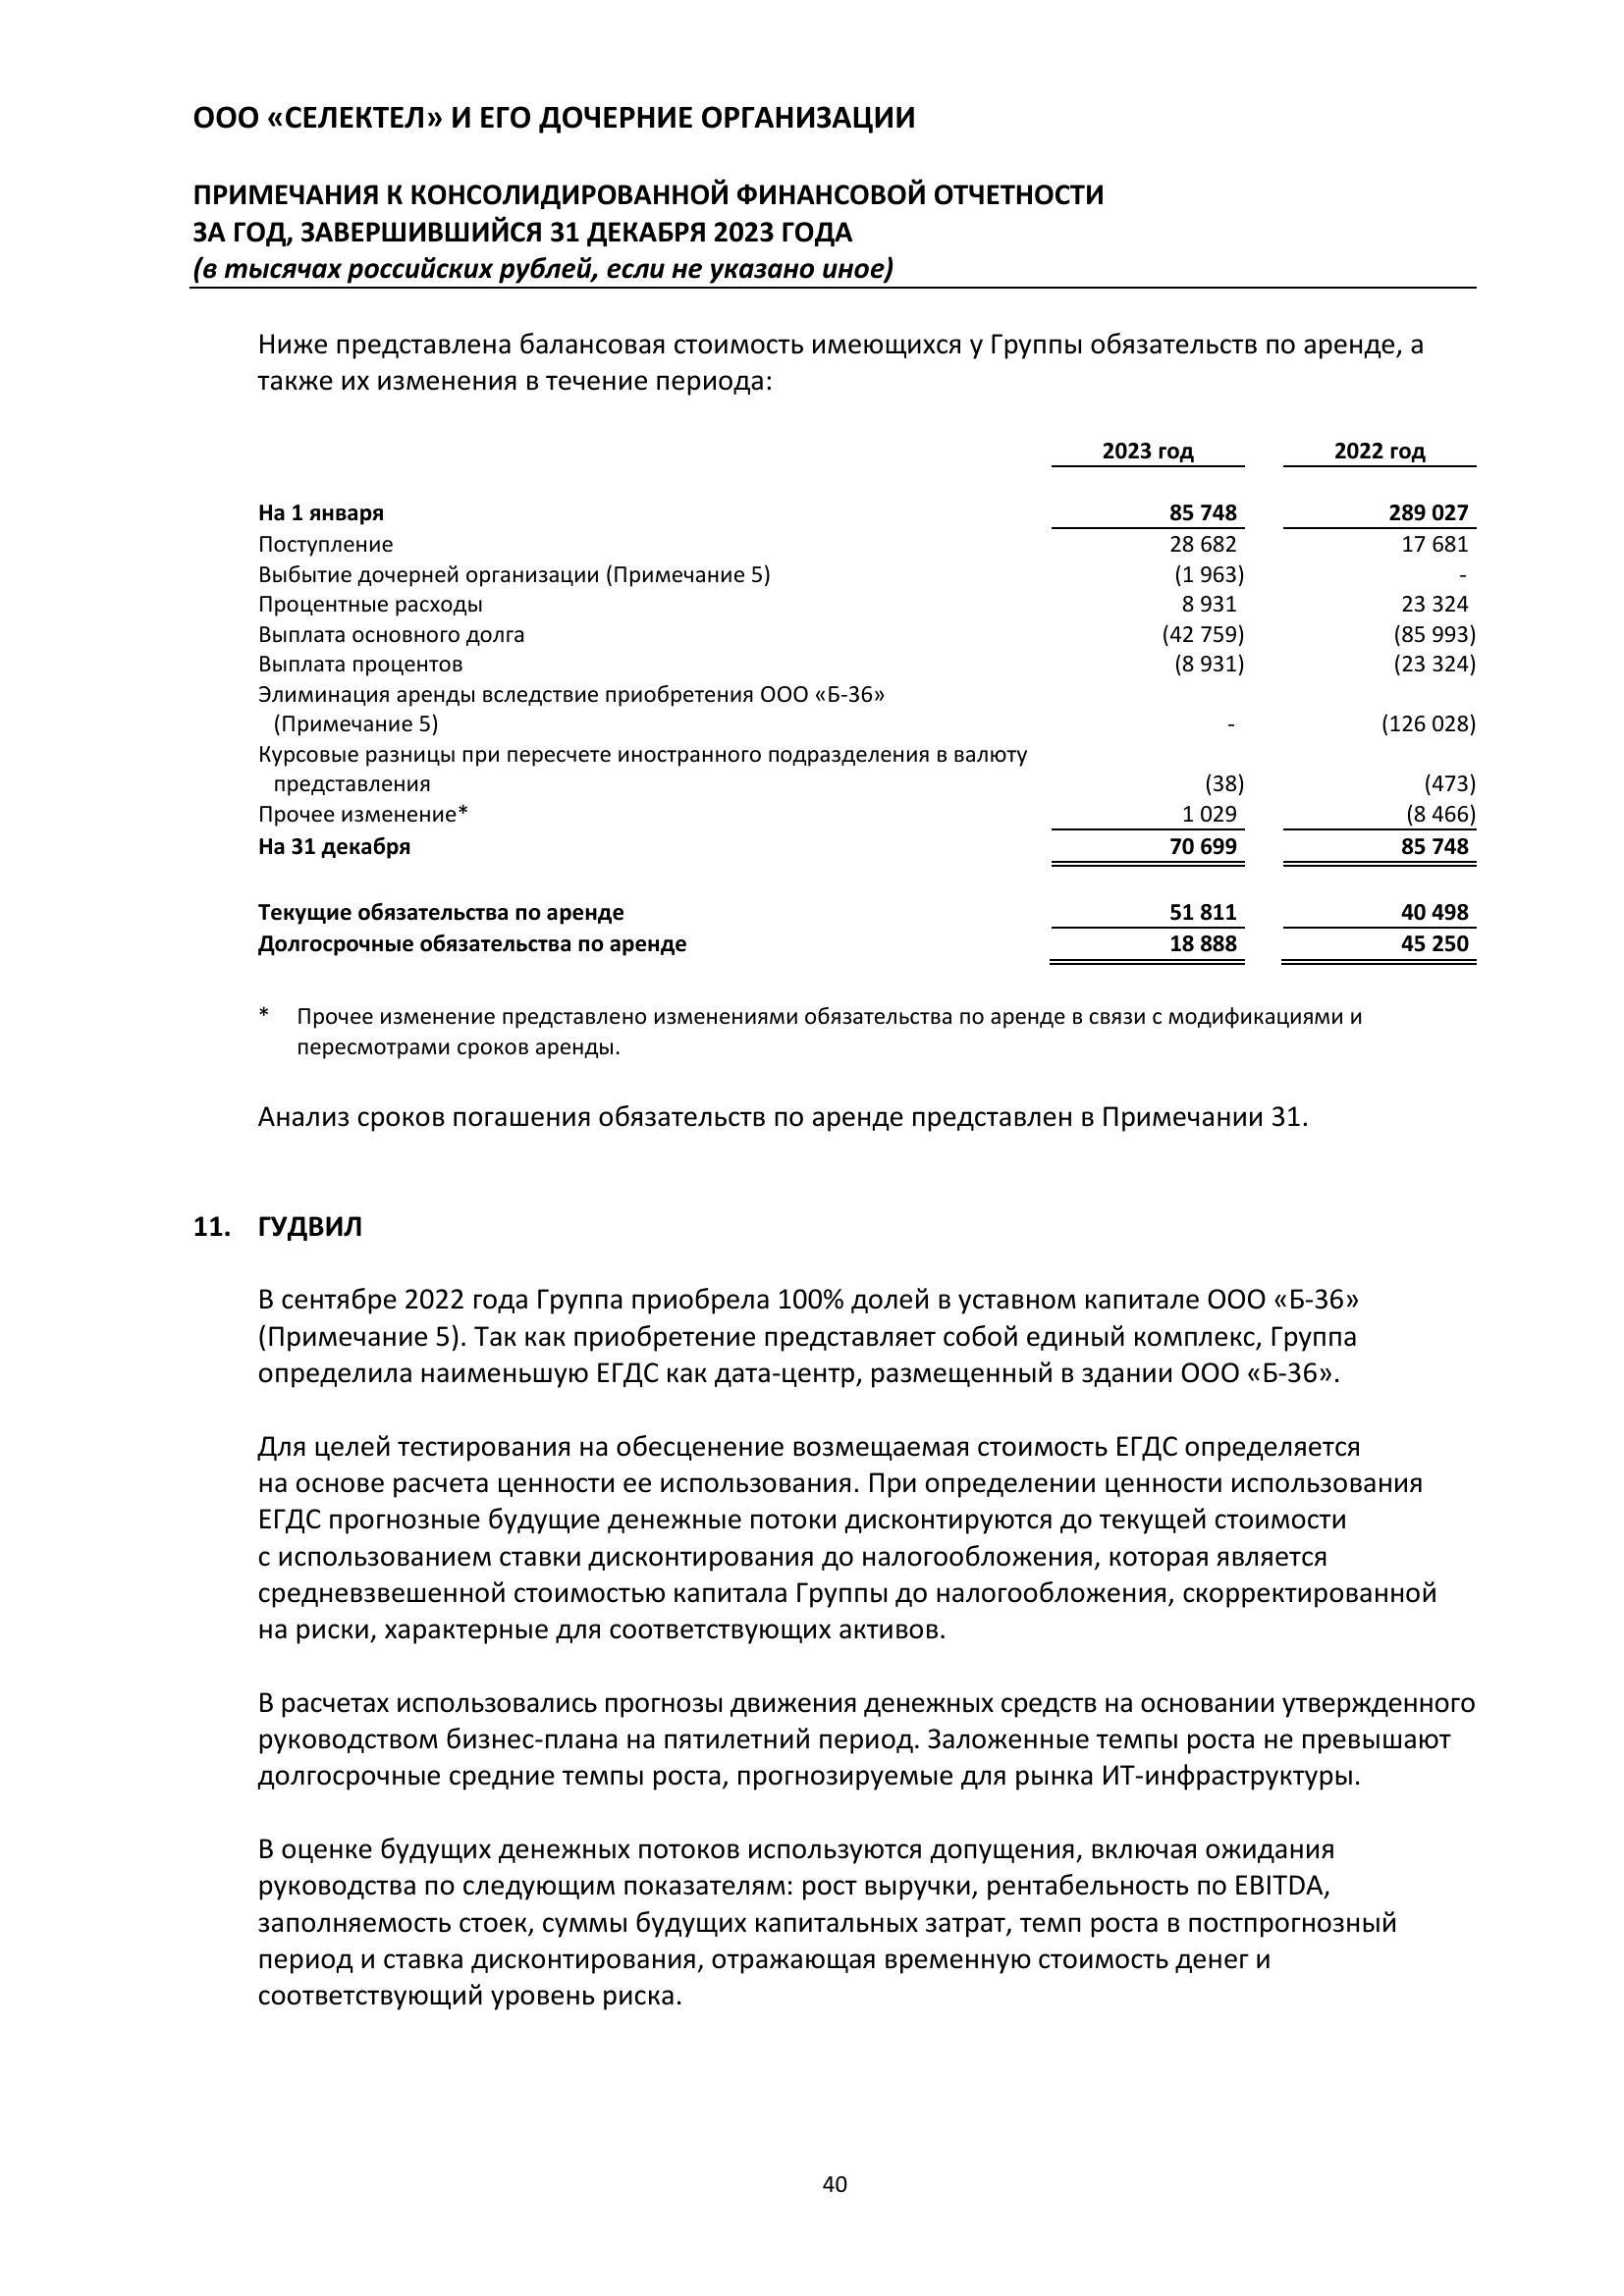 ООО «СЕЛЕКТЕЛ» И ЕГО ДОЧЕРНИЕ ОРГАНИЗАЦИИ
ПРИМЕЧАНИЯ К КОНСОЛИДИРОВАННОЙ ФИНАНСОВОЙ ОТЧЕТНОСТИ
ЗА ГОД, ЗАВЕРШИВШИЙСЯ 31 ДЕКАБРЯ 2023 ГОДА
(в тысячах российских рублей, если не указано иное)
Ниже представлена балансовая стоимость имеющихся у Группы обязательств по аренде, а
также их изменения в течение периода:
2023 год 2022 год
На 1 января 85 748 289 027
Поступление 28 682 17 681
Выбытие дочерней организации (Примечание 5) (1 963) -
Процентные расходы 8 931 23 324
Выплата основного долга (42 759) (85 993)
Выплата процентов (8 931) (23 324)
Элиминация аренды вследствие приобретения ООО «Б-36»
(Примечание 5) - (126 028)
Курсовые разницы при пересчете иностранного подразделения в валюту
представления (38) (473)
Прочее изменение* 1 029 (8 466)
На 31 декабря 70 699 85 748
Текущие обязательства по аренде 51 811 40 498
Долгосрочные обязательства по аренде 18 888 45 250
* Прочее изменение представлено изменениями обязательства по аренде в связи с модификациями и
пересмотрами сроков аренды.
Анализ сроков погашения обязательств по аренде представлен в Примечании 31.
11. ГУДВИЛ
В сентябре 2022 года Группа приобрела 100% долей в уставном капитале ООО «Б-36»
(Примечание 5). Так как приобретение представляет собой единый комплекс, Группа
определила наименьшую ЕГДС как дата-центр, размещенный в здании ООО «Б-36».
Для целей тестирования на обесценение возмещаемая стоимость ЕГДС определяется
на основе расчета ценности ее использования. При определении ценности использования
ЕГДС прогнозные будущие денежные потоки дисконтируются до текущей стоимости
с использованием ставки дисконтирования до налогообложения, которая является
средневзвешенной стоимостью капитала Группы до налогообложения, скорректированной
на риски, характерные для соответствующих активов.
В расчетах использовались прогнозы движения денежных средств на основании утвержденного
руководством бизнес-плана на пятилетний период. Заложенные темпы роста не превышают
долгосрочные средние темпы роста, прогнозируемые для рынка ИТ-инфраструктуры.
В оценке будущих денежных потоков используются допущения, включая ожидания
руководства по следующим показателям: рост выручки, рентабельность по EBITDA,
заполняемость стоек, суммы будущих капитальных затрат, темп роста в постпрогнозный
период и ставка дисконтирования, отражающая временную стоимость денег и
соответствующий уровень риска.
40